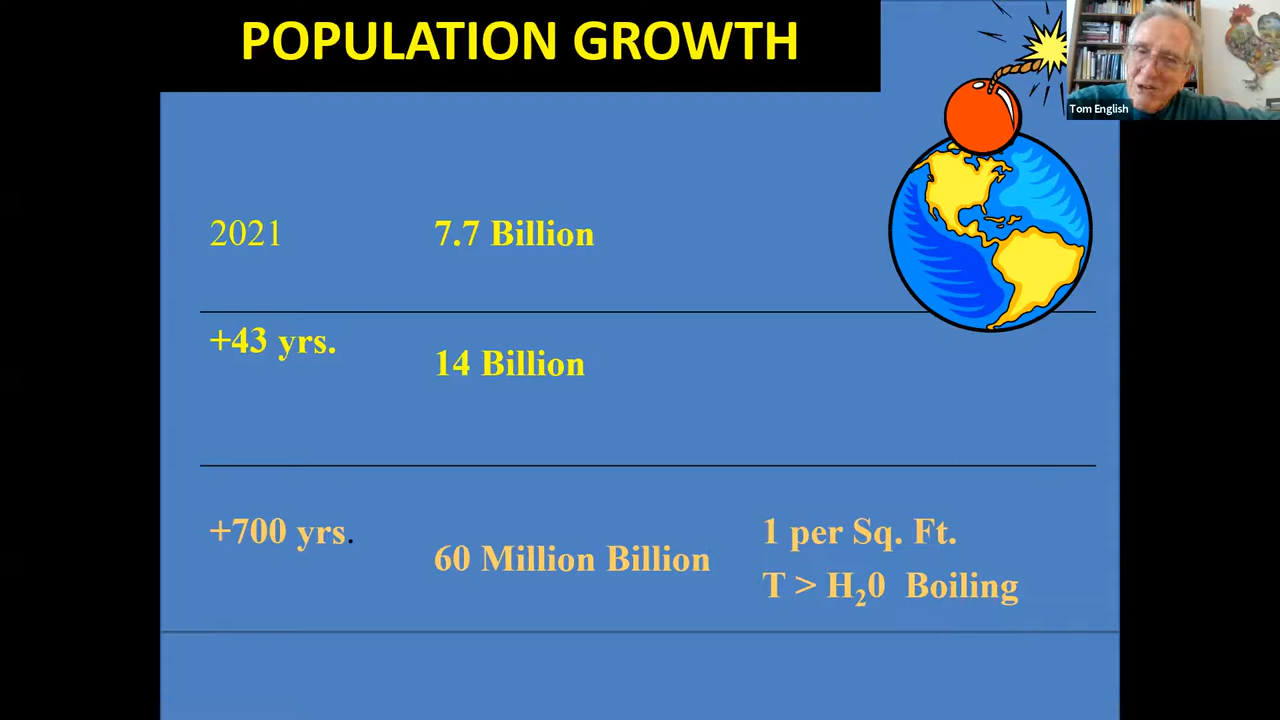 POPULATION GROWTH
Tom English
2021 7.7 Billion
+43 yrs.
14 Billion
+700 yrs.
1 per Sq. Ft.
60 Million Billion
T > H₂0 Boiling